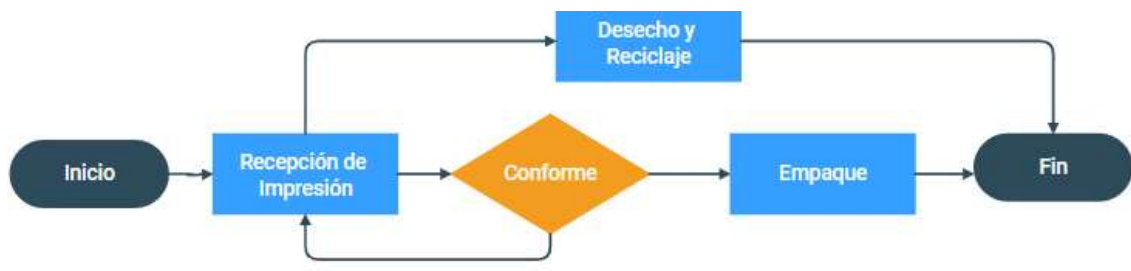 Desecho y
Reciclaje
Inicio
Recepción de
Impresión
Conforme
Empaque
Fin